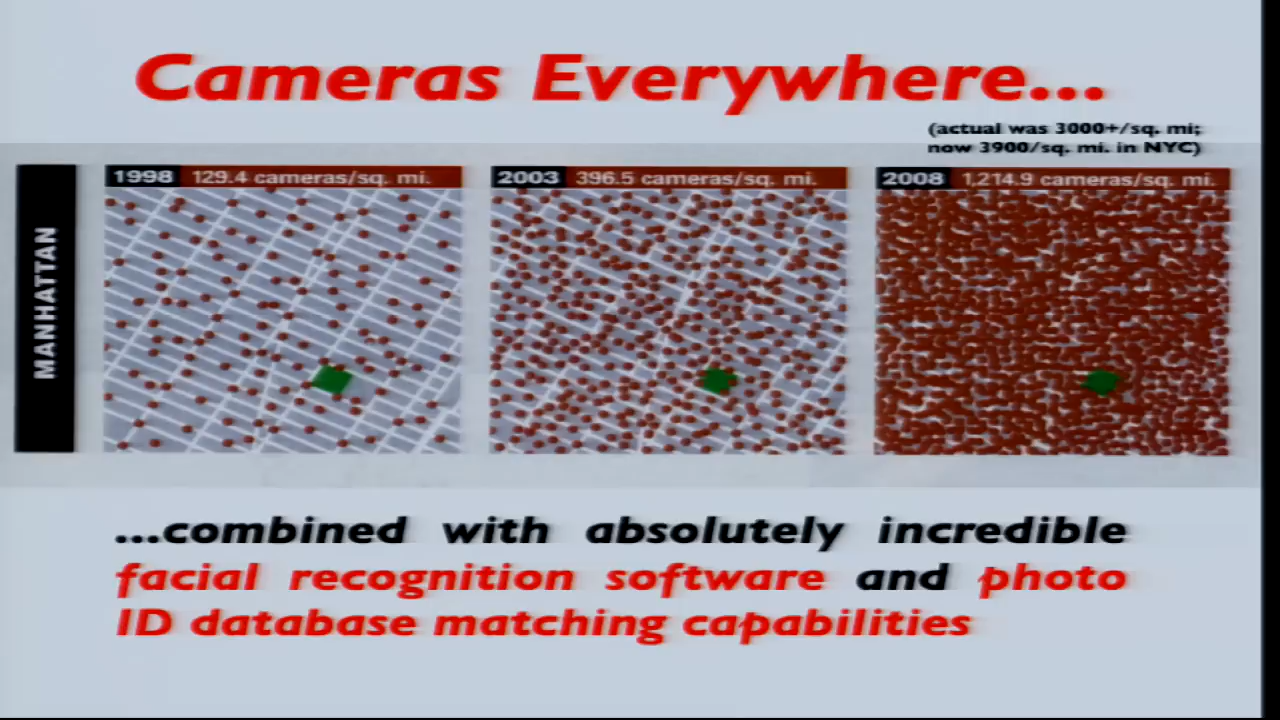 Cameras Everywhere...
(actual was 3000+/sq. mi;
now 3900/sq. mi. in NYC)
MANHATTAN
1998 129.4 cameras/sq. mi.
2003 396.5 cameras/sq. mi.
2008 1,214.9 cameras/sq. mi.
...combined with absolutely incredible
facial recognition software and photo
ID database matching capabilities